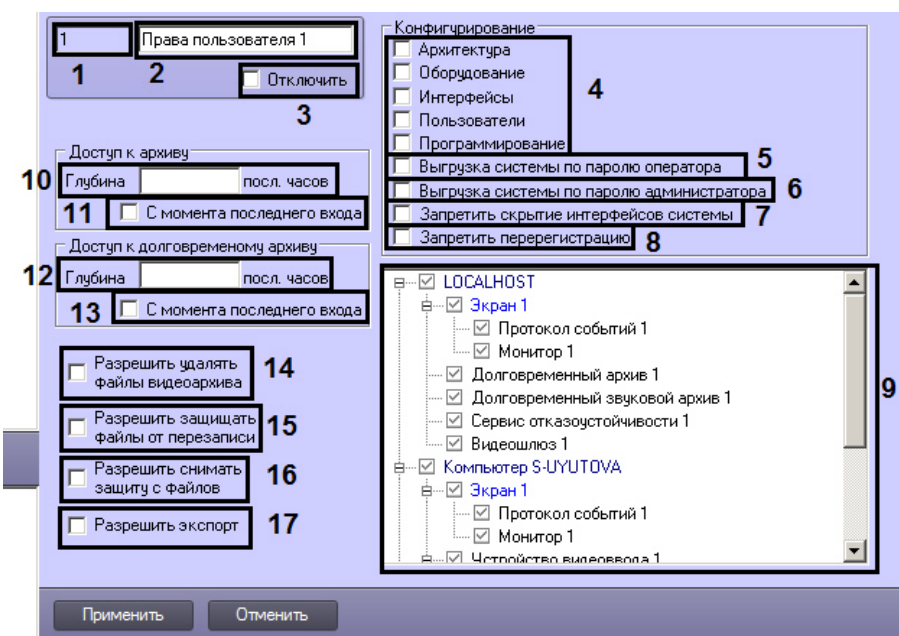 1
Права пользователя 1
1
2
Отключить
3
Конфигурирование
Архитектура
Оборудование
Интерфейсы
Пользователи
Программирование
4
Выгрузка системы по паролю оператора
5
Выгрузка системы по паролю администратора
6
Запретить скрытие интерфейсов системы
7
Запретить перерегистрацию
8
Доступ к архиву
10
Глубина
посл. часов
11
С момента последнего входа
Доступ к долговременому архиву
12
Глубина
посл. часов
13
С момента последнего входа
LOCALHOST
Экран 1
Протокол событий 1
Монитор 1
Долговременный архив 1
Долговременный звуковой архив 1
Сервис отказоустойчивости 1
Видеошлюз 1
Компьютер S-UYUTOVA
Экран 1
Протокол событий 1
Монитор 1
Устройство видеоввода 1
9
Разрешить удалять
файлы видеоархива
14
Разрешить защищать
файлы от перезаписи
15
Разрешить снимать
защиту с файлов
16
Разрешить экспорт
17
Применить
Отменить